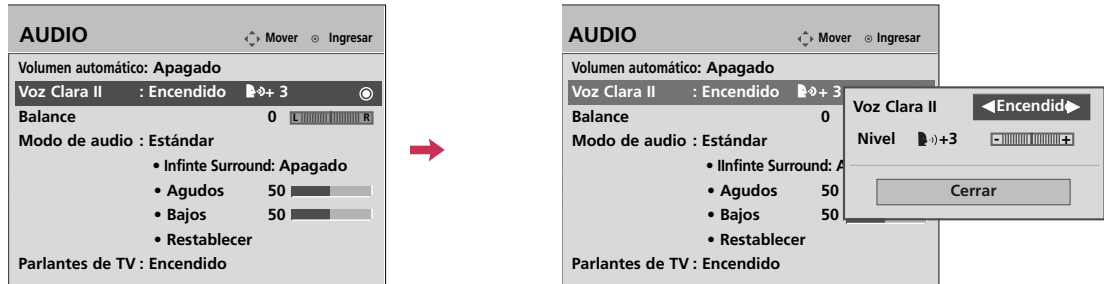 AUDIO
Mover Ingresar
Volumen automático: Apagado
Voz Clara II : Encendido + 3
Balance 0 L R
Modo de audio : Estándar
• Infinte Surround: Apagado
• Agudos 50
• Bajos 50
• Restablecer
Parlantes de TV : Encendido
AUDIO
Mover Ingresar
Volumen automático: Apagado
Voz Clara II : Encendido + 3
Balance 0
Modo de audio : Estándar
• IInfinte Surround: A
• Agudos 50
• Bajos 50
• Restablecer
Parlantes de TV : Encendido
Voz Clara II ◀Encendido▶
Nivel +3 - +
Cerrar